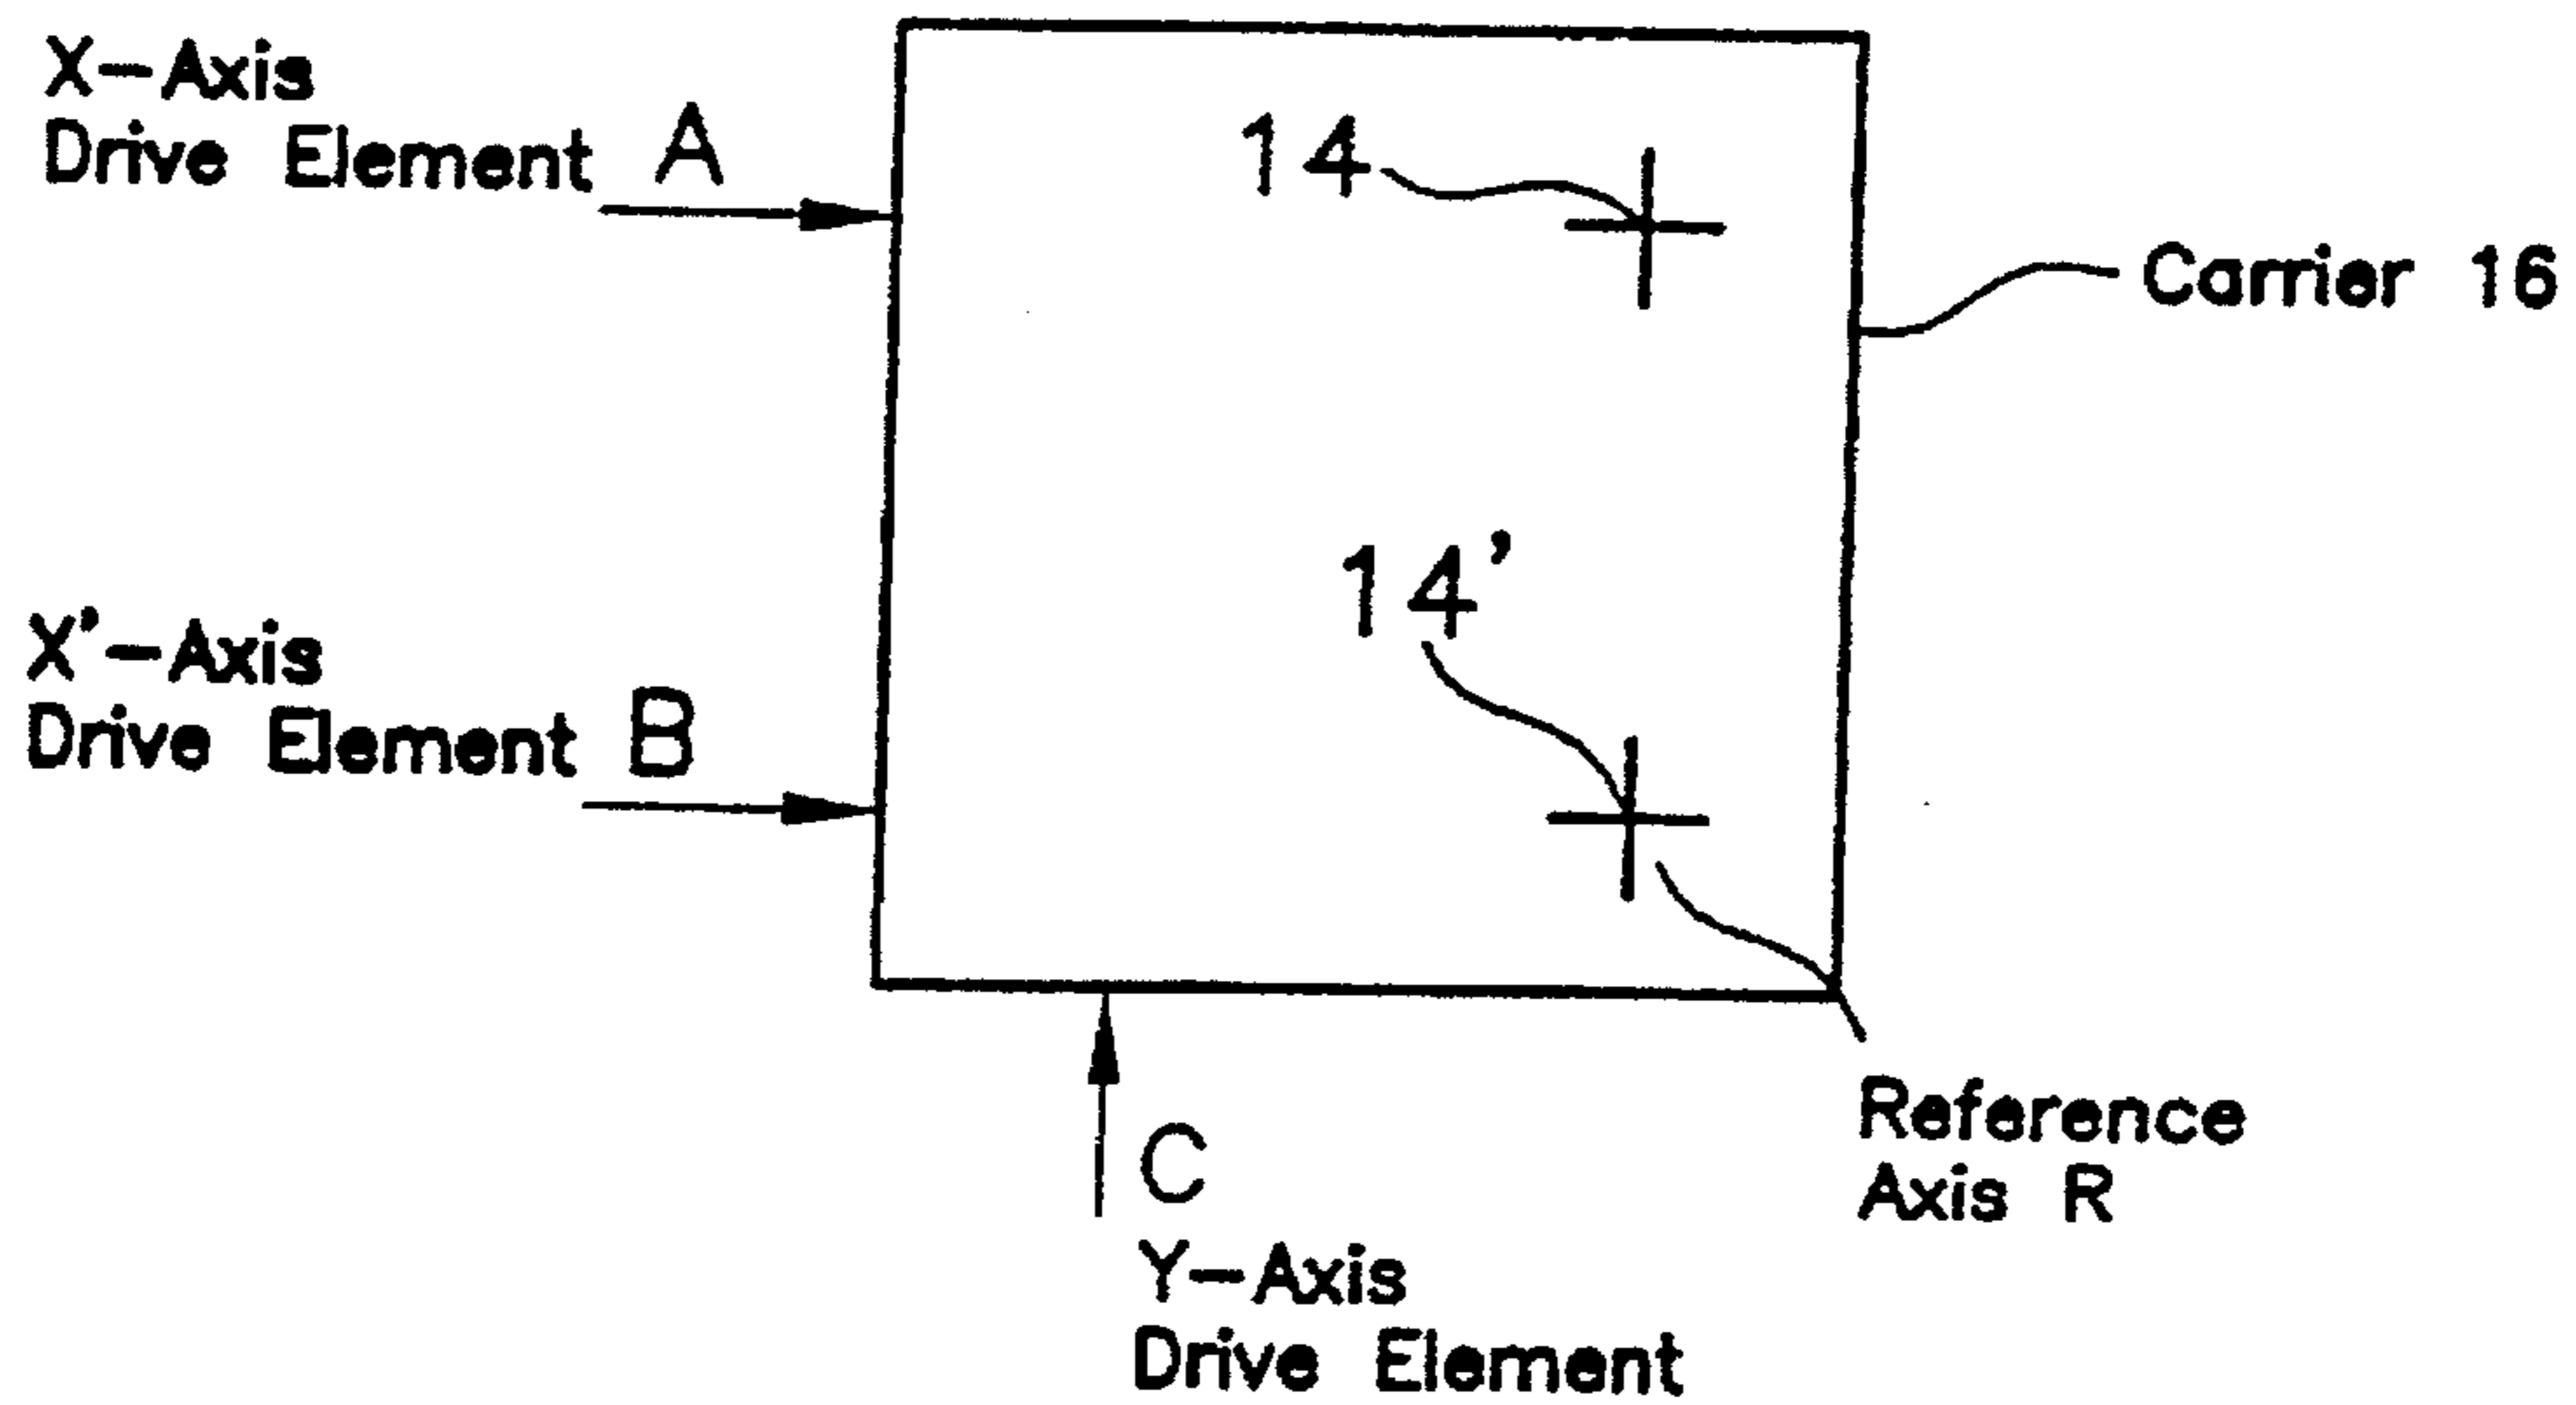 X-Axis
Drive Element A
14
Carrier 16
X'-Axis
Drive Element B
14'
C
Y-Axis
Drive Element
Reference
Axis R